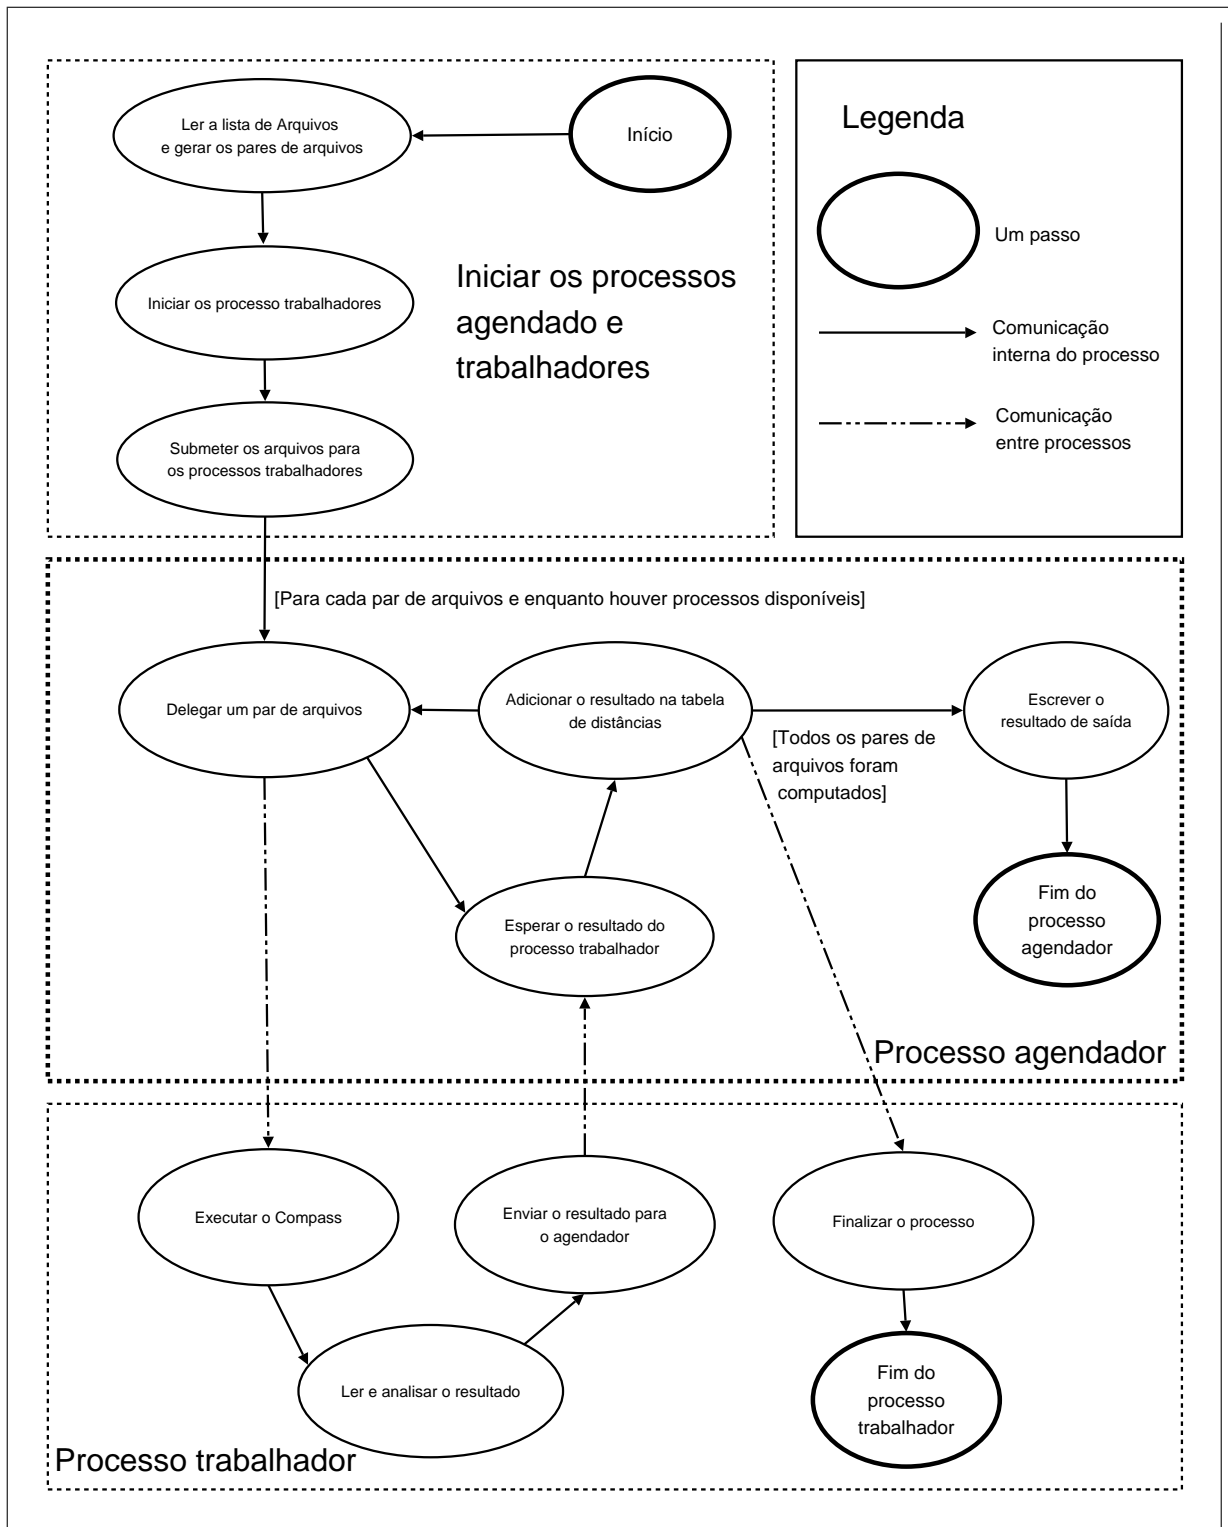 Ler a lista de Arquivos
e gerar os pares de arquivos
Início
Iniciar os processo trabalhadores
Iniciar os processos
agendado e
trabalhadores
Submeter os arquivos para
os processos trabalhadores
Legenda
Um passo
Comunicação
interna do processo
Comunicação
entre processos
[Para cada par de arquivos e enquanto houver processos disponíveis]
Delegar um par de arquivos
Adicionar o resultado na tabela
de distâncias
Escrever o
resultado de saída
[Todos os pares de
arquivos foram
computados]
Esperar o resultado do
processo trabalhador
Fim do
processo
agendador
Processo agendador
Executar o Compass
Enviar o resultado para
o agendador
Finalizar o processo
Ler e analisar o resultado
Fim do
processo
trabalhador
Processo trabalhador